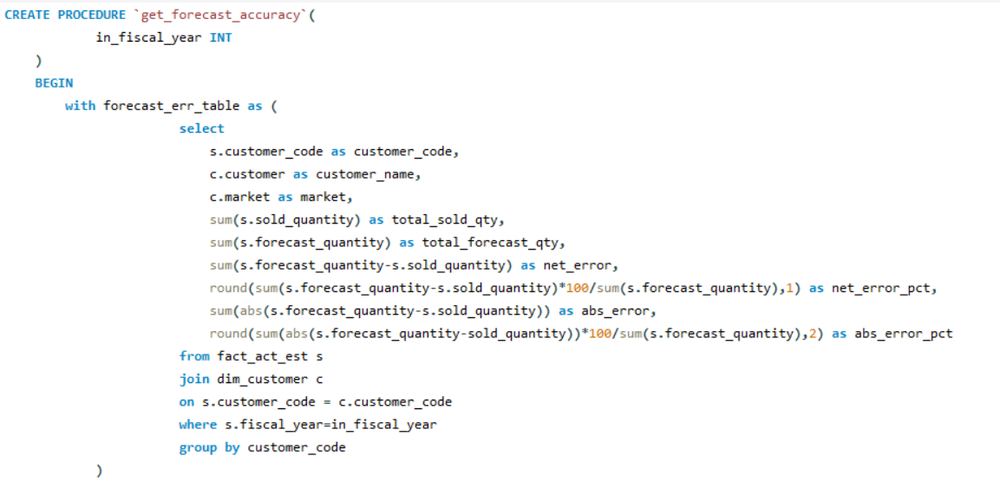 CREATE PROCEDURE `get_forecast_accuracy`(
in_fiscal_year INT
)
BEGIN
with forecast_err_table as (
select
s.customer_code as customer_code,
c.customer as customer_name,
c.market as market,
sum(s.sold_quantity) as total_sold_qty,
sum(s.forecast_quantity) as total_forecast_qty,
sum(s.forecast_quantity-s.sold_quantity) as net_error,
round(sum(s.forecast_quantity-s.sold_quantity)*100/sum(s.forecast_quantity),1) as net_error_pct,
sum(abs(s.forecast_quantity-s.sold_quantity)) as abs_error,
round(sum(abs(s.forecast_quantity-sold_quantity))*100/sum(s.forecast_quantity),2) as abs_error_pct
from fact_act_est s
join dim_customer c
on s.customer_code = c.customer_code
where s.fiscal_year=in_fiscal_year
group by customer_code
)